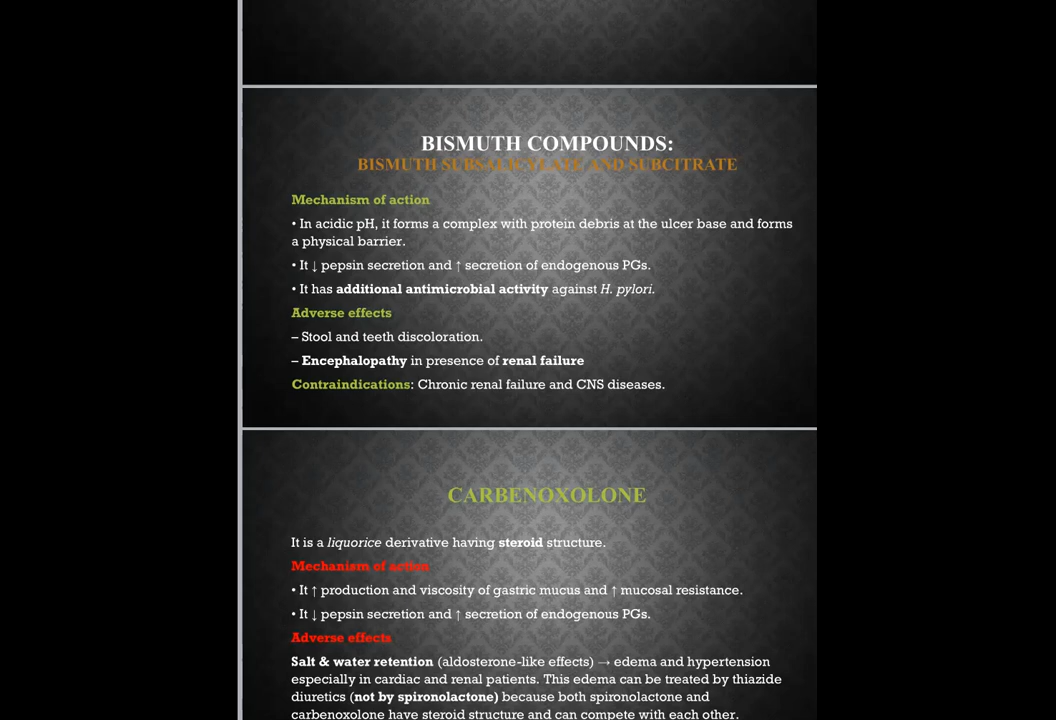 BISMUTH COMPOUNDS:
BISMUTH SUBSALICYLATE AND SUBCITRATE
Mechanism of action
• In acidic pH, it forms a complex with protein debris at the ulcer base and forms
a physical barrier.
• It ↓ pepsin secretion and ↑ secretion of endogenous PGs.
• It has additional antimicrobial activity against H. pylori.
Adverse effects
– Stool and teeth discoloration.
– Encephalopathy in presence of renal failure
Contraindications: Chronic renal failure and CNS diseases.
CARBENOXOLONE
It is a liquorice derivative having steroid structure.
Mechanism of action
• It ↑ production and viscosity of gastric mucus and ↑ mucosal resistance.
• It ↓ pepsin secretion and ↑ secretion of endogenous PGs.
Adverse effects
Salt & water retention (aldosterone-like effects) → edema and hypertension
especially in cardiac and renal patients. This edema can be treated by thiazide
diuretics (not by spironolactone) because both spironolactone and
carbenoxolone have steroid structure and can compete with each other.